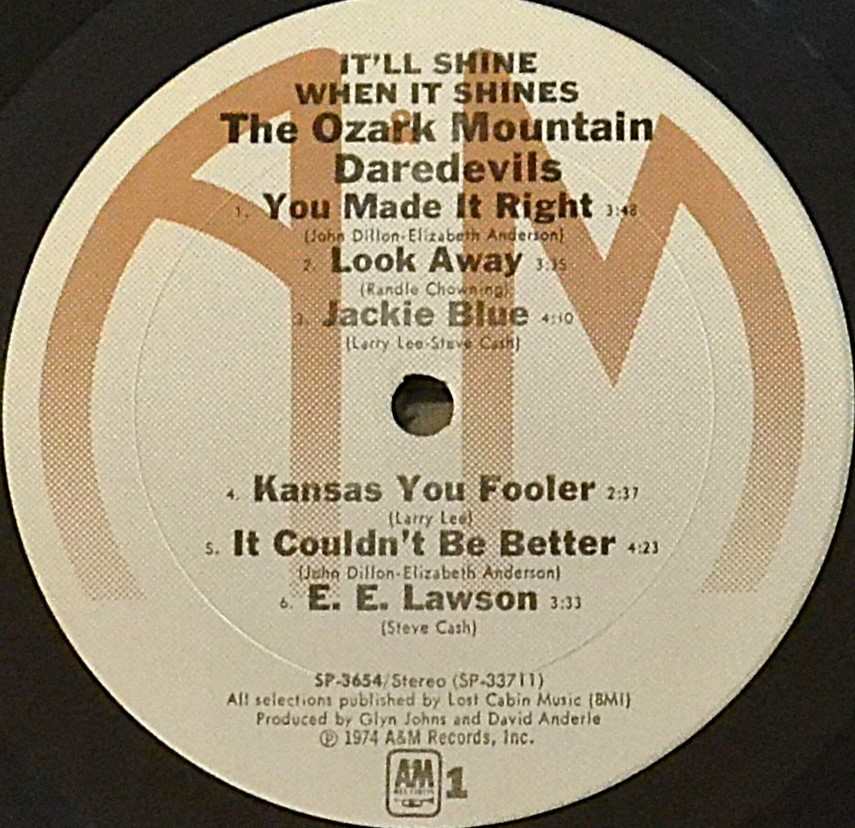 IT'LL SHINE
WHEN IT SHINES
The Ozark Mountain
Daredevils
1. You Made It Right 3:48
(John Dillon-Elizabeth Anderson)
2. Look Away 3:35
(Randle Chowning)
3. Jackie Blue 4:10
(Larry Lee-Steve Cash)
4. Kansas You Fooler 2:37
(Larry Lee)
5. It Couldn't Be Better 4:23
(John Dillon-Elizabeth Anderson)
6. E. E. Lawson 3:33
(Steve Cash)
SP-3654/Stereo (SP-33711)
All selections published by Lost Cabin Music (BMI)
Produced by Glyn Johns and David Anderle
℗ 1974 A&M Records, Inc.
AM 1
RECORDS